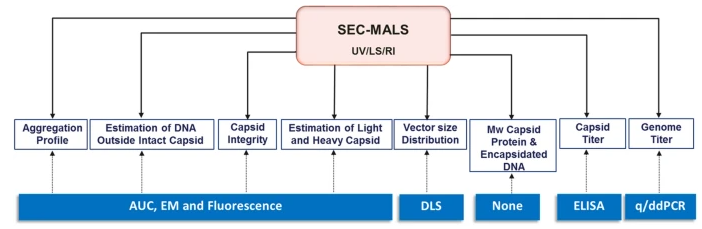 SEC-MALS
UV/LS/RI
Aggregation
Profile
Estimation of DNA
Outside Intact Capsid
Capsid
Integrity
Estimation of Light
and Heavy Capsid
Vector size
Distribution
Mw Capsid
Protein &
Encapsidated
DNA
Capsid
Titer
Genome
Titer
AUC, EM and Fluorescence
DLS
None
ELISA
q/ddPCR